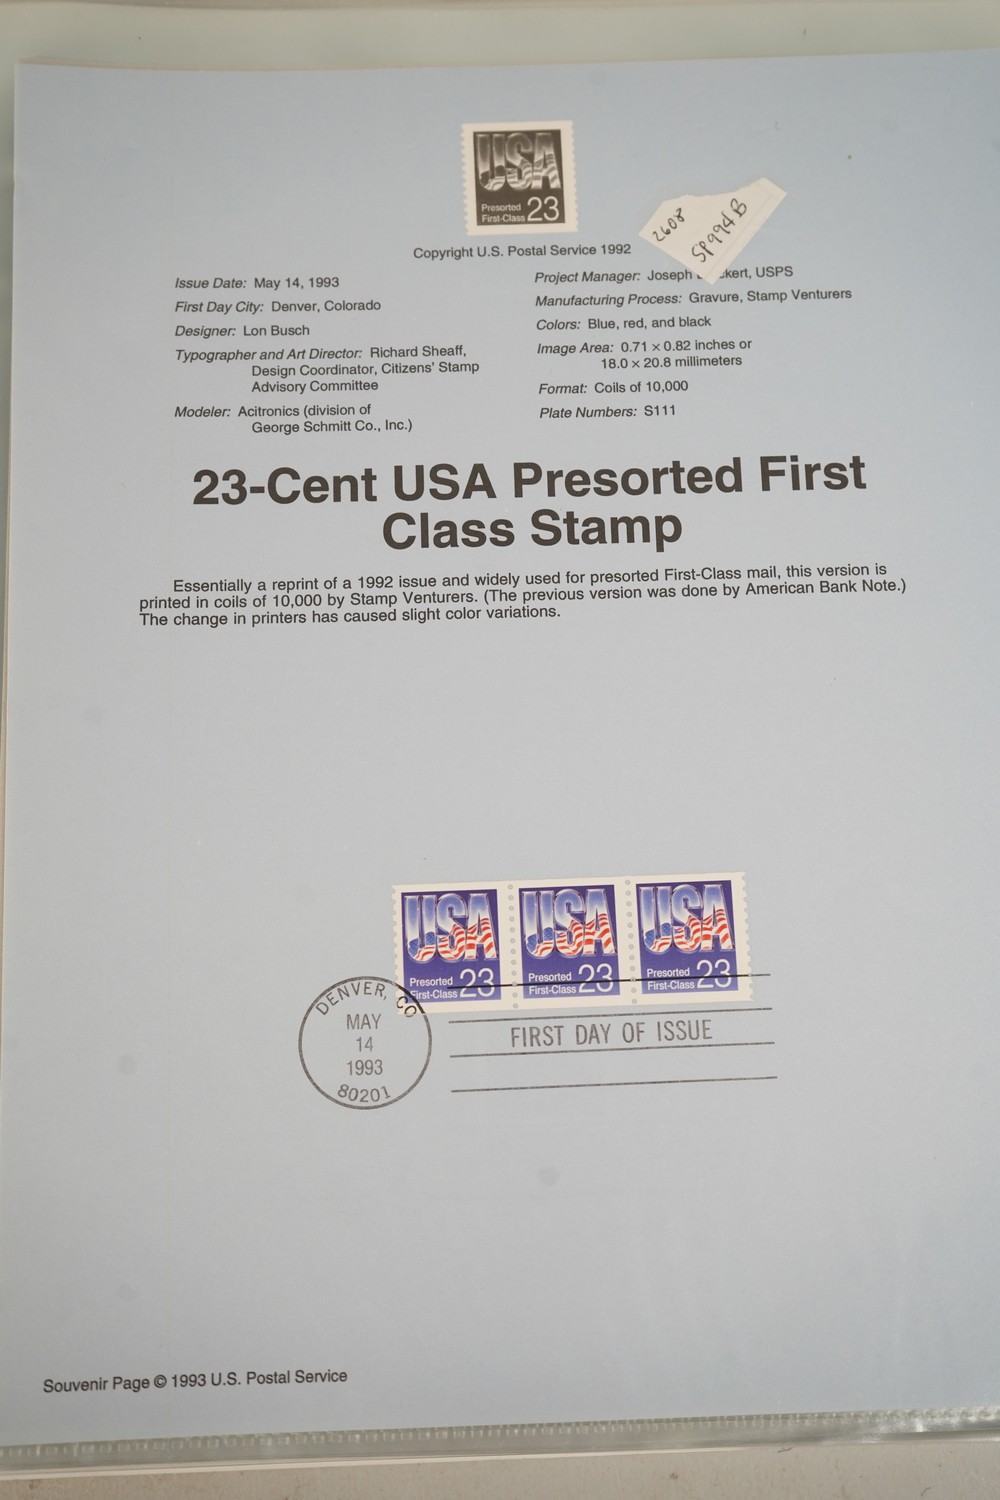 USA
Presorted
First-Class 23
2608
SP994B
Copyright U.S. Postal Service 1992
Issue Date: May 14, 1993
First Day City: Denver, Colorado
Designer: Lon Busch
Typographer and Art Director: Richard Sheaff,
Design Coordinator, Citizens' Stamp
Advisory Committee
Modeler: Acitronics (division of
George Schmitt Co., Inc.)
Project Manager: Joseph USPS
Manufacturing Process: Gravure, Stamp Venturers
Colors: Blue, red, and black
Image Area: 0.71 × 0.82 inches or
18.0 × 20.8 millimeters
Format: Coils of 10,000
Plate Numbers: S111
23-Cent USA Presorted First
Class Stamp
Essentially a reprint of a 1992 issue and widely used for presorted First-Class mail, this version is
printed in coils of 10,000 by Stamp Venturers. (The previous version was done by American Bank Note.)
The change in printers has caused slight color variations.
USA
Presorted
First-Class 23
USA
Presorted
First-Class 23
USA
Presorted
First-Class 23
DENVER, CO
MAY
14
1993
80201
FIRST DAY OF ISSUE
Souvenir Page © 1993 U.S. Postal Service